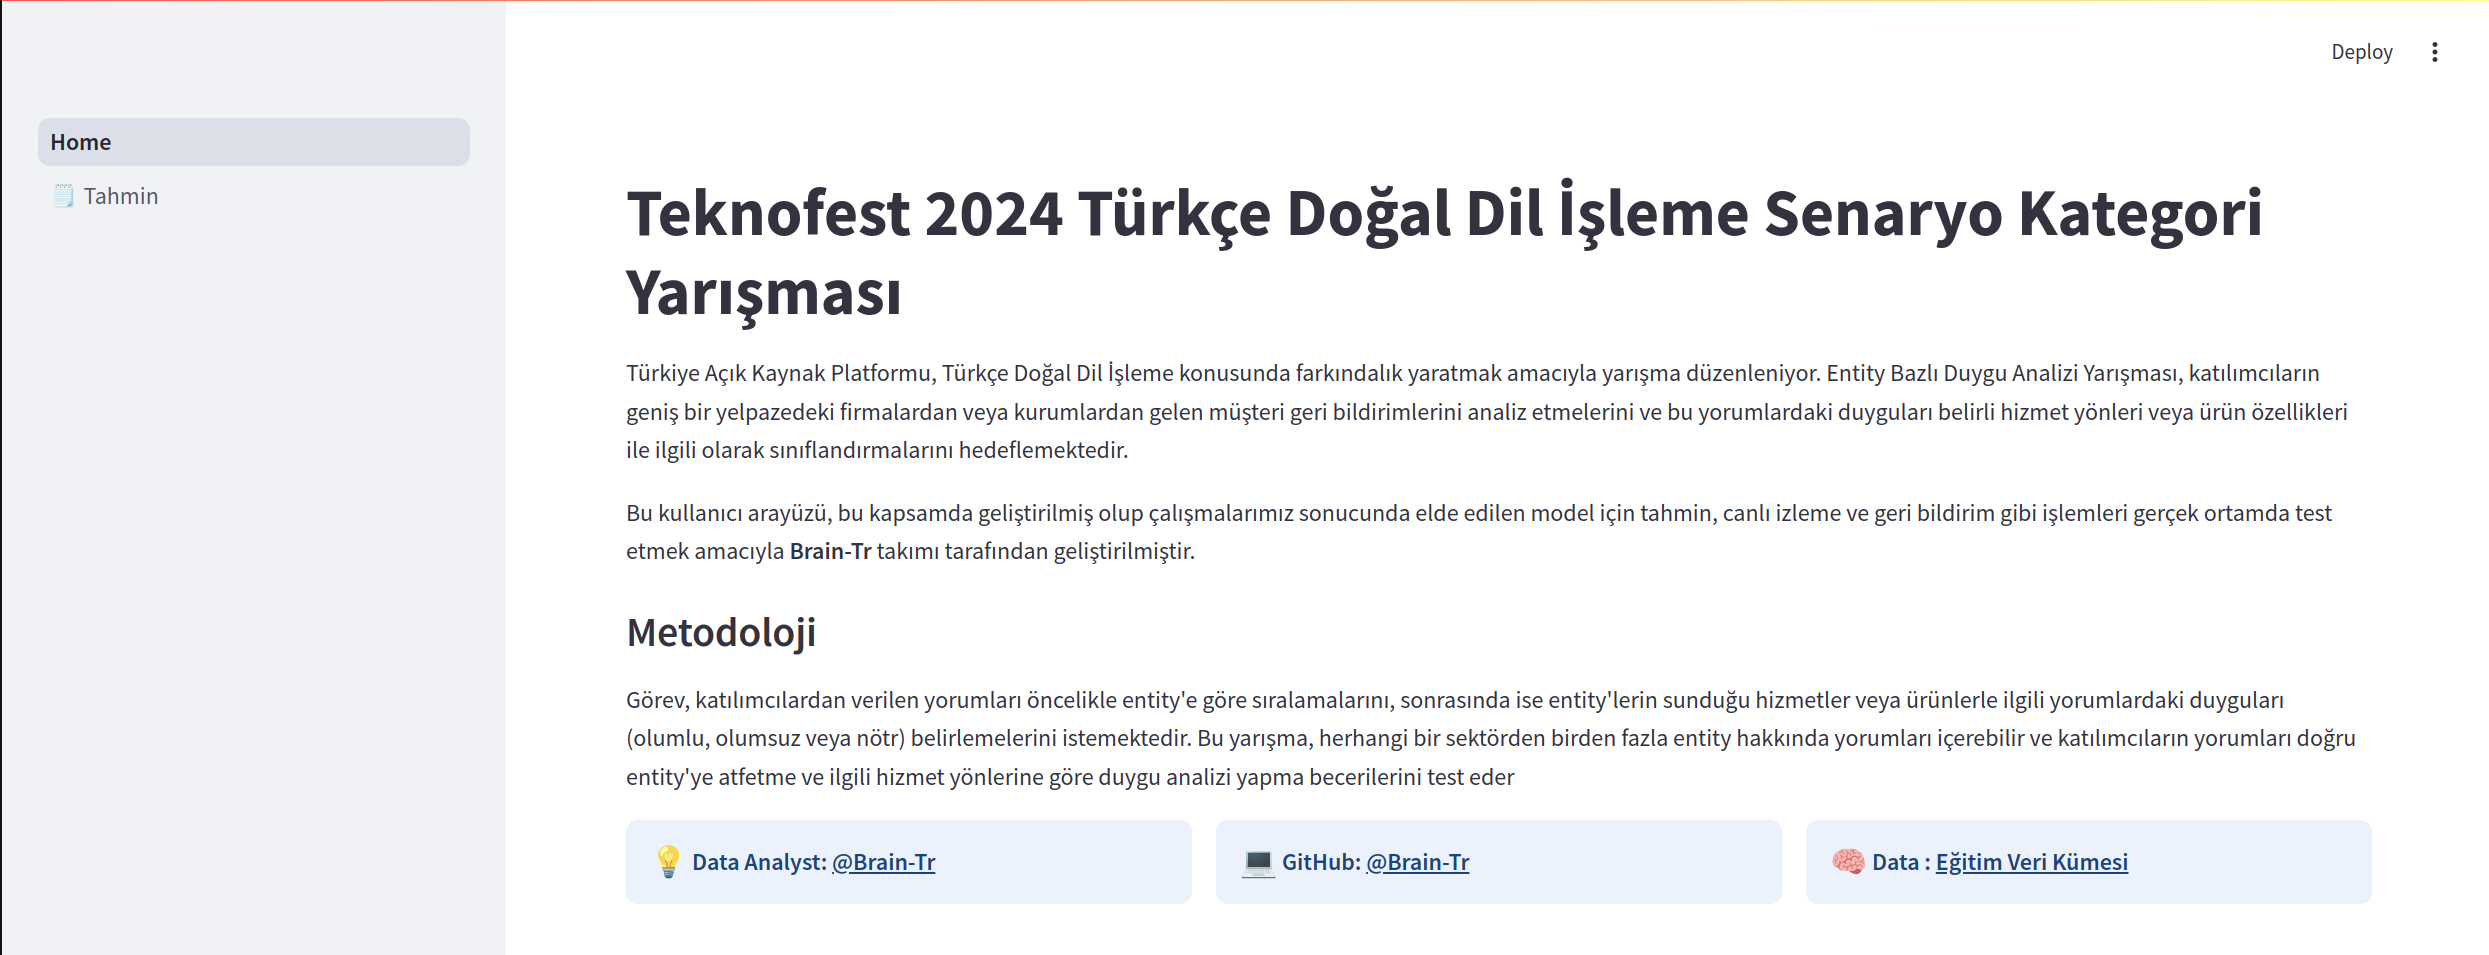 Deploy
Home
Tahmin
Teknofest 2024 Türkçe Doğal Dil İşleme Senaryo Kategori
Yarışması
Türkiye Açık Kaynak Platformu, Türkçe Doğal Dil İşleme konusunda farkındalık yaratmak amacıyla yarışma düzenleniyor. Entity Bazlı Duygu Analizi Yarışması, katılımcıların
geniş bir yelpazedeki firmalardan veya kurumlardan gelen müşteri geri bildirimlerini analiz etmelerini ve bu yorumlardaki duyguları belirli hizmet yönleri veya ürün özellikleri
ile ilgili olarak sınıflandırmalarını hedeflemektedir.
Bu kullanıcı arayüzü, bu kapsamda geliştirilmiş olup çalışmalarımız sonucunda elde edilen model için tahmin, canlı izleme ve geri bildirim gibi işlemleri gerçek ortamda test
etmek amacıyla Brain-Tr takımı tarafından geliştirilmiştir.
Metodoloji
Görev, katılımcılardan verilen yorumları öncelikle entity'e göre sıralamalarını, sonrasında ise entity'lerin sunduğu hizmetler veya ürünlerle ilgili yorumlardaki duyguları
(olumlu, olumsuz veya nötr) belirlemelerini istemektedir. Bu yarışma, herhangi bir sektörden birden fazla entity hakkında yorumları içerebilir ve katılımcıların yorumları doğru
entity'ye atfetme ve ilgili hizmet yönlerine göre duygu analizi yapma becerilerini test eder
Data Analyst: @Brain-Tr
GitHub: @Brain-Tr
Data : Eğitim Veri Kümesi